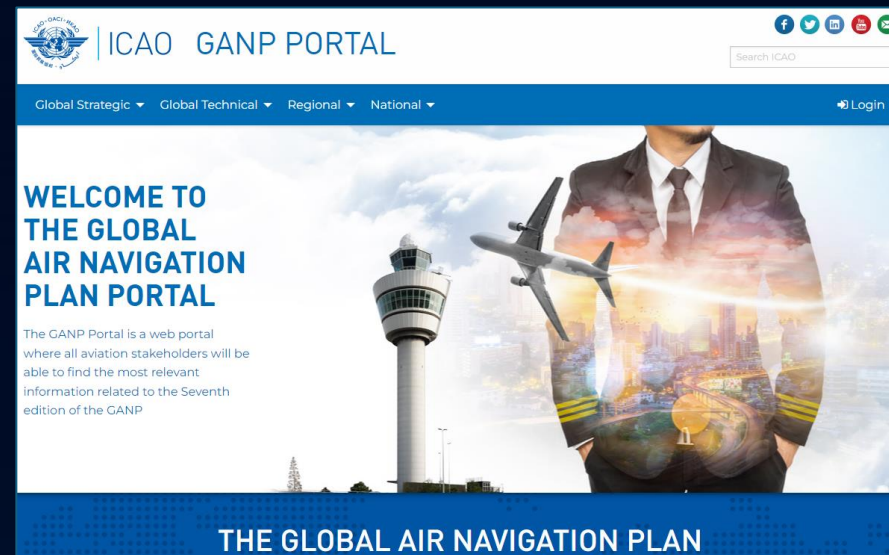 ICAO GANP PORTAL
Search ICAO
Global Strategic Global Technical Regional National Login
WELCOME TO
THE GLOBAL
AIR NAVIGATION
PLAN PORTAL
The GANP Portal is a web portal
where all aviation stakeholders will be
able to find the most relevant
information related to the Seventh
edition of the GANP
THE GLOBAL AIR NAVIGATION PLAN